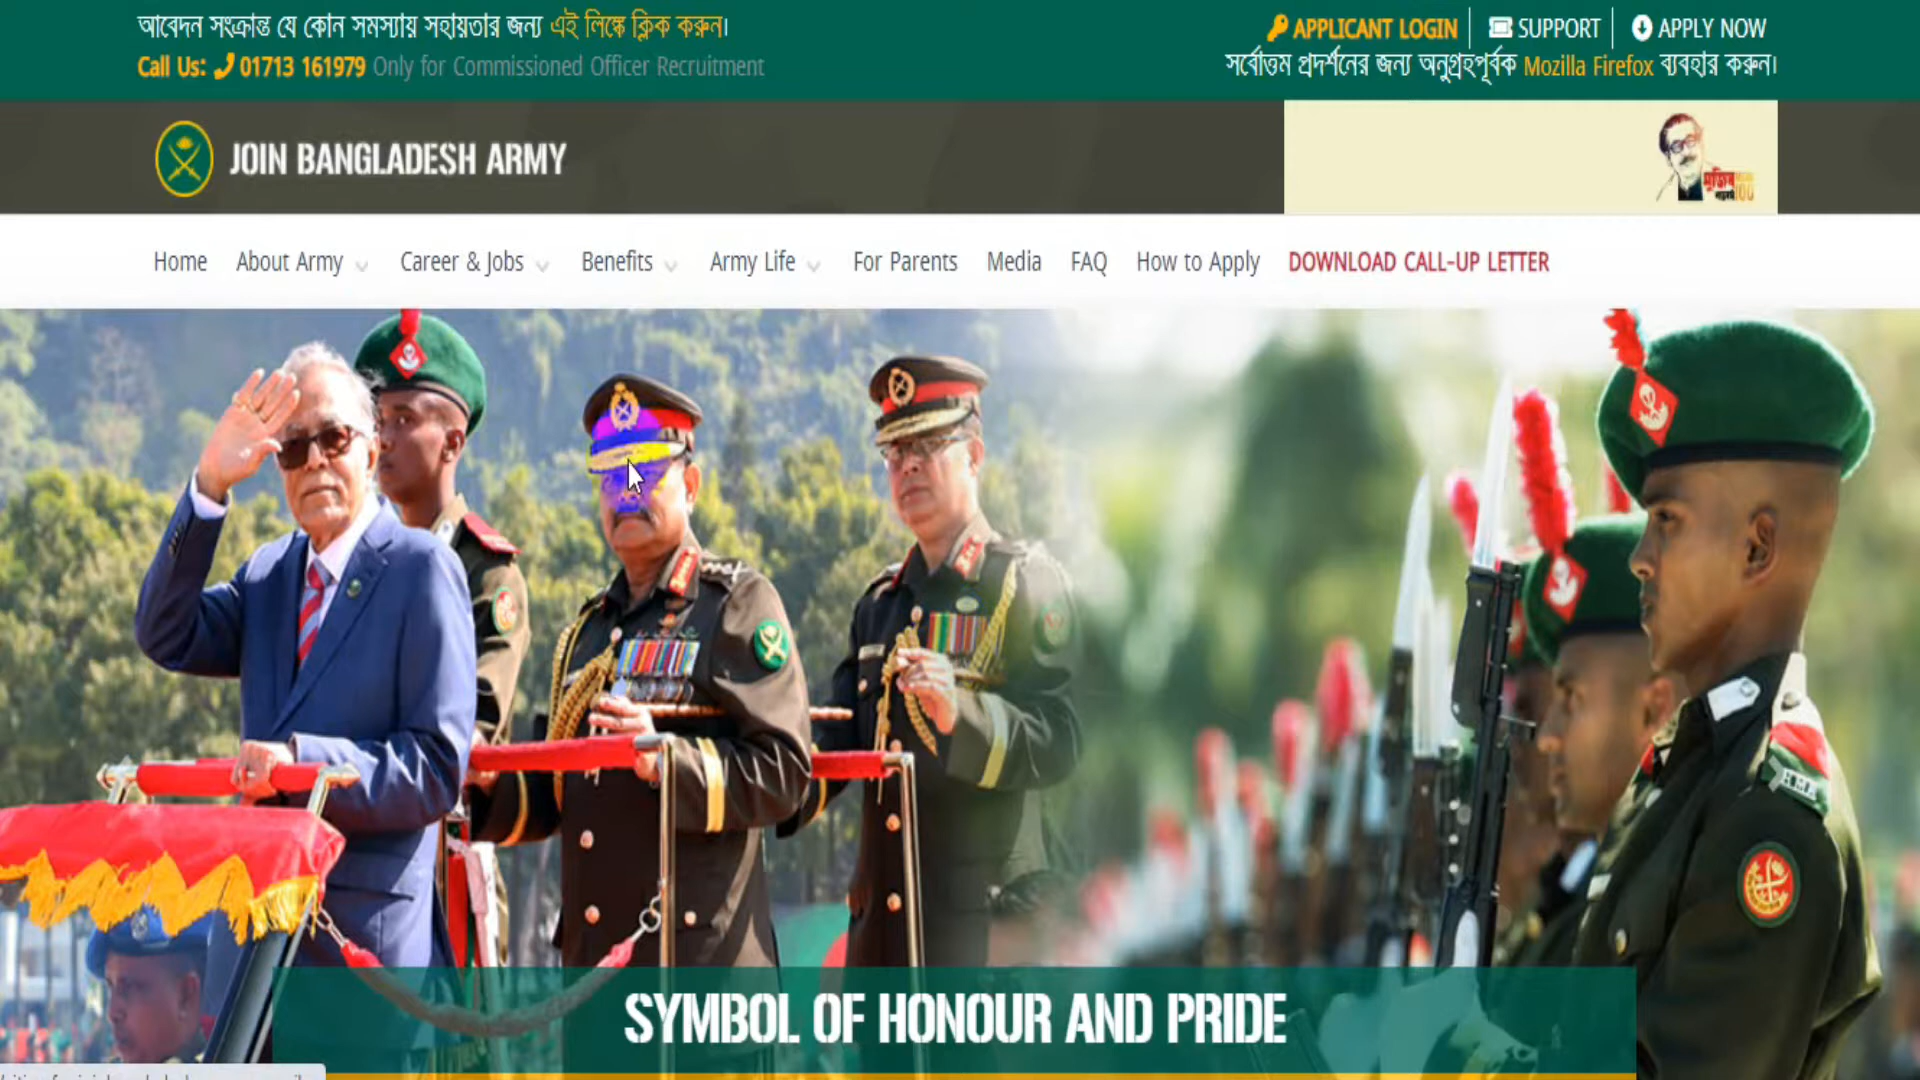 আবেদন সংক্রান্ত যে কোন সমস্যায় সহায়তার জন্য এই লিঙ্কে ক্লিক করুন।
Call Us: 01713 161979 Only for Commissioned Officer Recruitment
APPLICANT LOGIN SUPPORT APPLY NOW
সর্বোত্তম প্রদর্শনের জন্য অনুগ্রহপূর্বক Mozilla Firefox ব্যবহার করুন।
JOIN BANGLADESH ARMY
Home About Army Career & Jobs Benefits Army Life For Parents Media FAQ How to Apply DOWNLOAD CALL-UP LETTER
SYMBOL OF HONOUR AND PRIDE